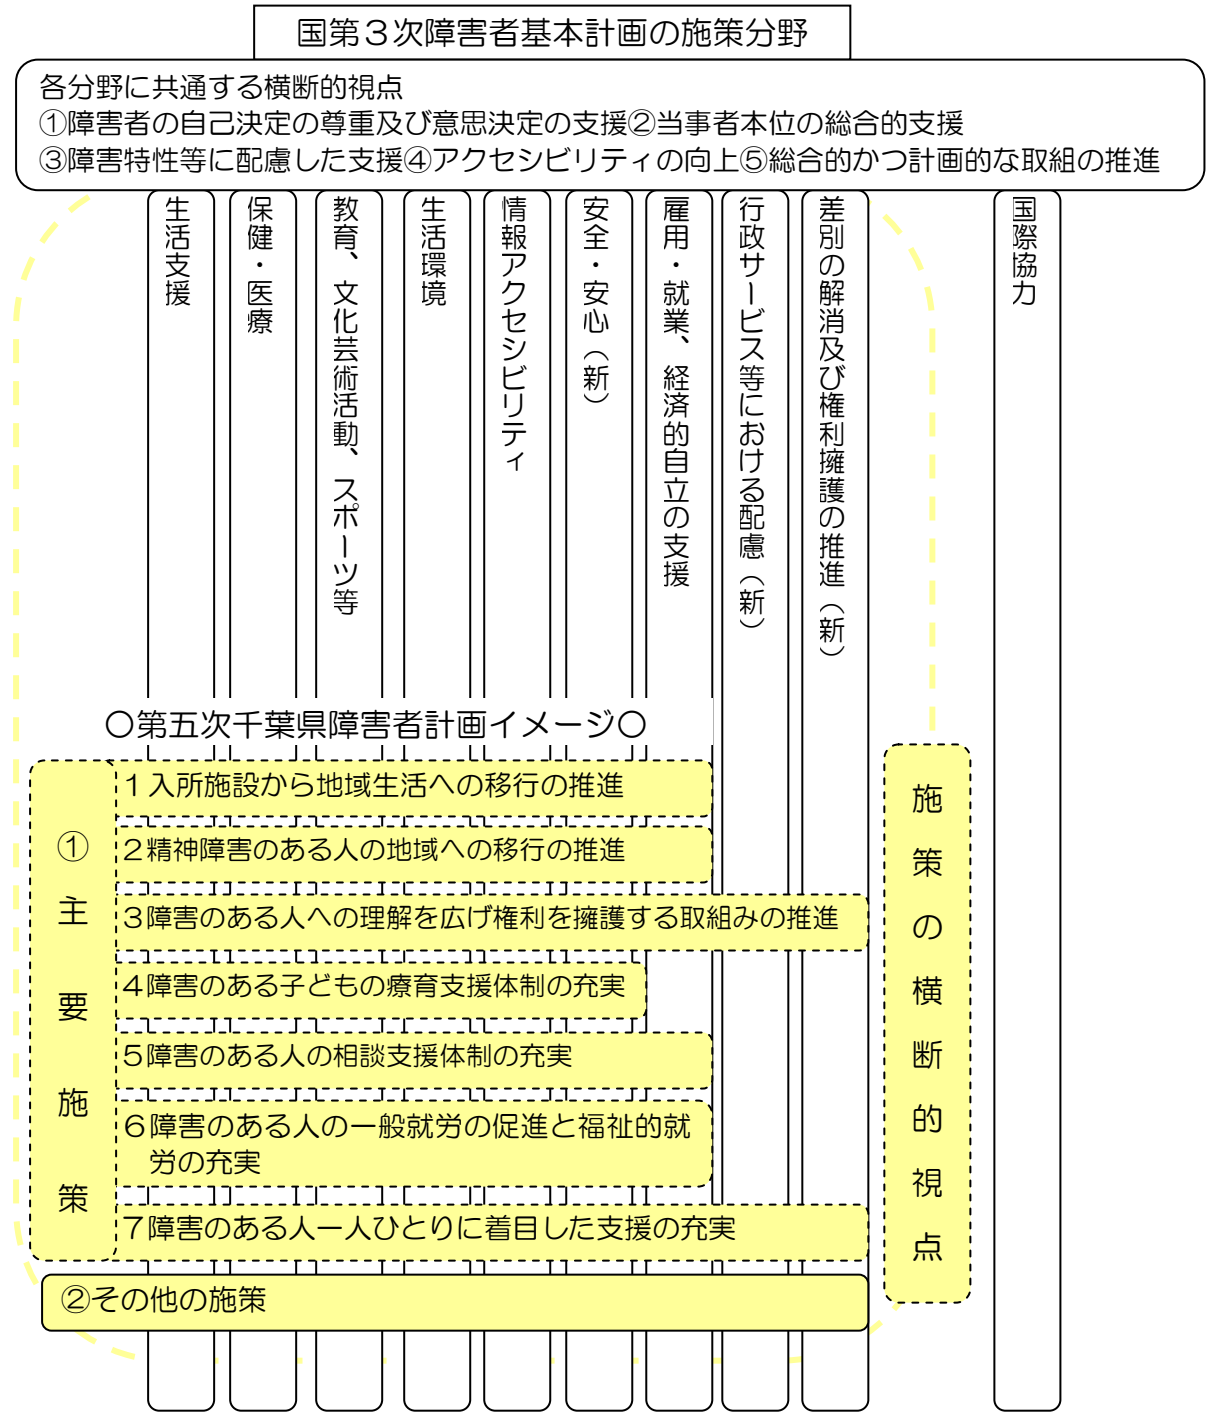 国第３次障害者基本計画の施策分野
各分野に共通する横断的視点
①障害者の自己決定の尊重及び意思決定の支援②当事者本位の総合的支援
③障害特性等に配慮した支援④アクセシビリティの向上⑤総合的かつ計画的な取組の推進
生活支援
保健・医療
教育、文化芸術活動、スポーツ等
生活環境
情報アクセシビリティ
安全・安心（新）
雇用・就業、経済的自立の支援
行政サービス等における配慮（新）
差別の解消及び権利擁護の推進（新）
国際協力
〇第五次千葉県障害者計画イメージ〇
①主要施策
１入所施設から地域生活への移行の推進
２精神障害のある人の地域への移行の推進
３障害のある人への理解を広げ権利を擁護する取組みの推進
４障害のある子どもの療育支援体制の充実
５障害のある人の相談支援体制の充実
６障害のある人の一般就労の促進と福祉的就
労の充実
７障害のある人一人ひとりに着目した支援の充実
②その他の施策
施策の横断的視点